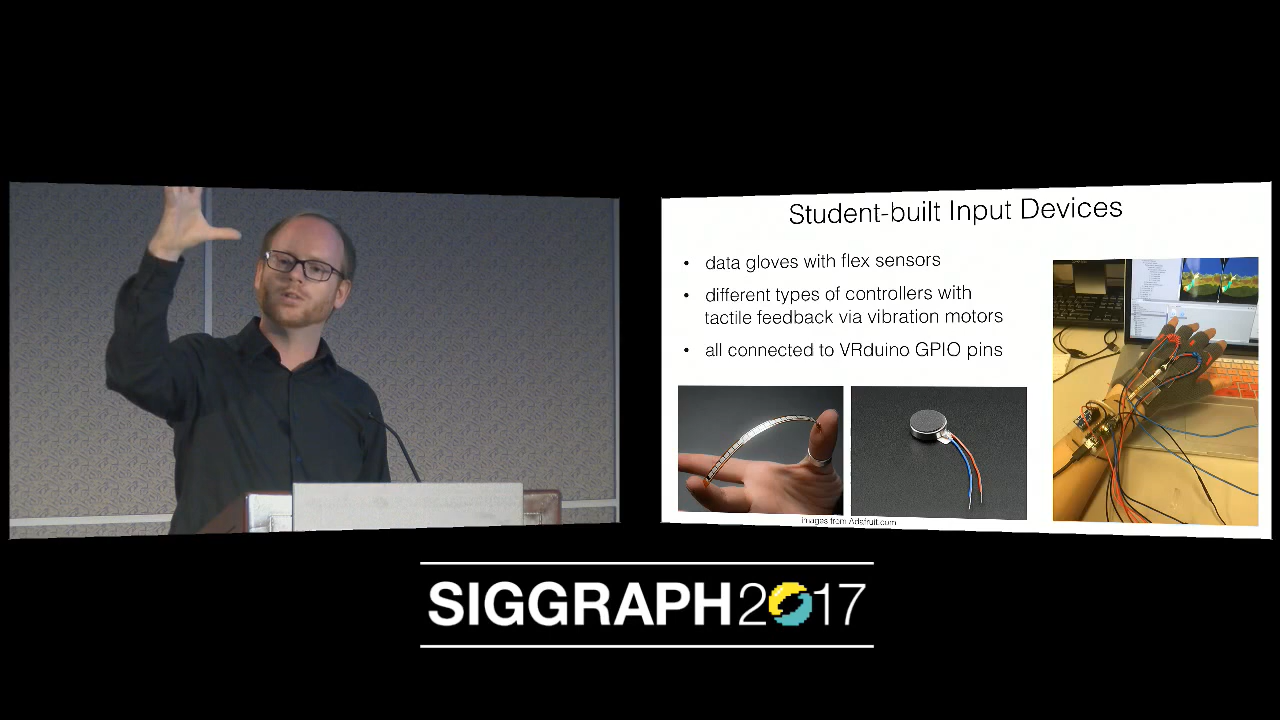 Student-built Input Devices
• data gloves with flex sensors
• different types of controllers with
tactile feedback via vibration motors
• all connected to VRduino GPIO pins
images from Adafruit.com
SIGGRAPH2017